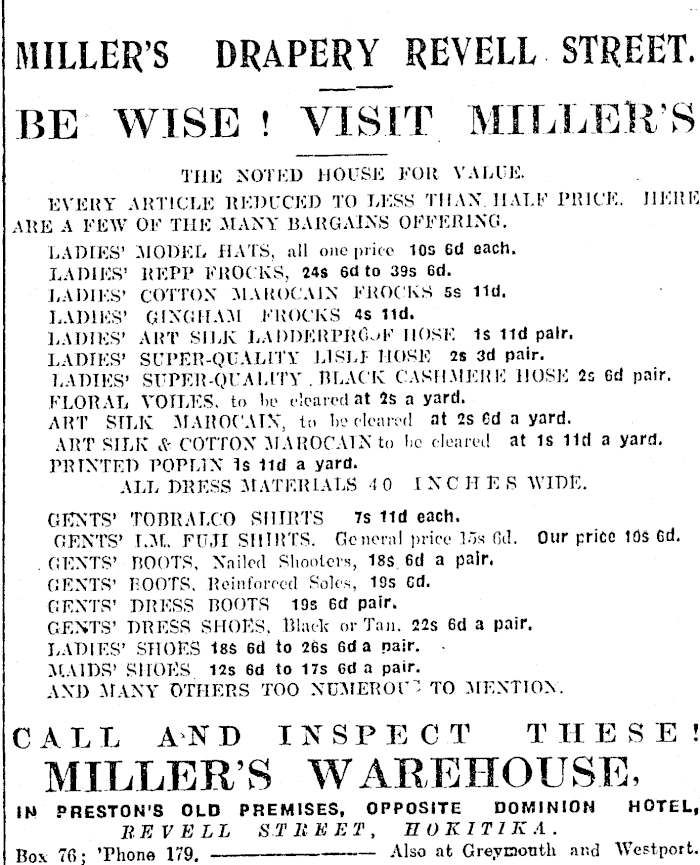 MILLER'S DRAPERY REVELL STREET.
BE WISE! VISIT MILLER'S
THE NOTED HOUSE FOR VALUE.
EVERY ARTICLE REDUCED TO LESS THAN HALF PRICE. HERE
ARE A FEW OF THE MANY BARGAINS OFFERING.
LADIES' MODEL HATS, all one price 10s 6d each.
LADIES' REPP FROCKS, 24s 6d to 39s 6d.
LADIES' COTTON MAROCAIN FROCKS 5s 11d.
LADIES' GINGHAM FROCKS 4s 11d.
LADIES' ART SILK LADDERPROOF HOSE 1s 11d pair.
LADIES' SUPER-QUALITY LISLE HOSE 2s 3d pair.
LADIES' SUPER-QUALITY BLACK CASHMERE HOSE 2s 6d pair.
FLORAL VOILES, to be cleared at 2s a yard.
ART SILK MAROCAIN, to be cleared at 2s 6d a yard.
ART SILK & COTTON MAROCAIN to be cleared at 1s 11d a yard.
PRINTED POPLIN 1s 11d a yard.
ALL DRESS MATERIALS 40 INCHES WIDE.
GENTS' TOBRALCO SHIRTS 7s 11d each.
GENTS' I.M. FUJI SHIRTS. General price 15s 6d. Our price 10s 6d.
GENTS' BOOTS, Nailed Shooters, 18s 6d a pair.
GENTS' BOOTS, Reinforced Soles, 19s 6d.
GENTS' DRESS BOOTS 19s 6d pair.
GENTS' DRESS SHOES, Black or Tan, 22s 6d a pair.
LADIES' SHOES 18s 6d to 26s 6d a pair.
MAIDS' SHOES 12s 6d to 17s 6d a pair.
AND MANY OTHERS TOO NUMEROUS TO MENTION.
CALL AND INSPECT THESE!
MILLER'S WAREHOUSE,
IN PRESTON'S OLD PREMISES, OPPOSITE DOMINION HOTEL,
REVELL STREET, HOKITIKA.
Box 76; 'Phone 179. Also at Greymouth and Westport.